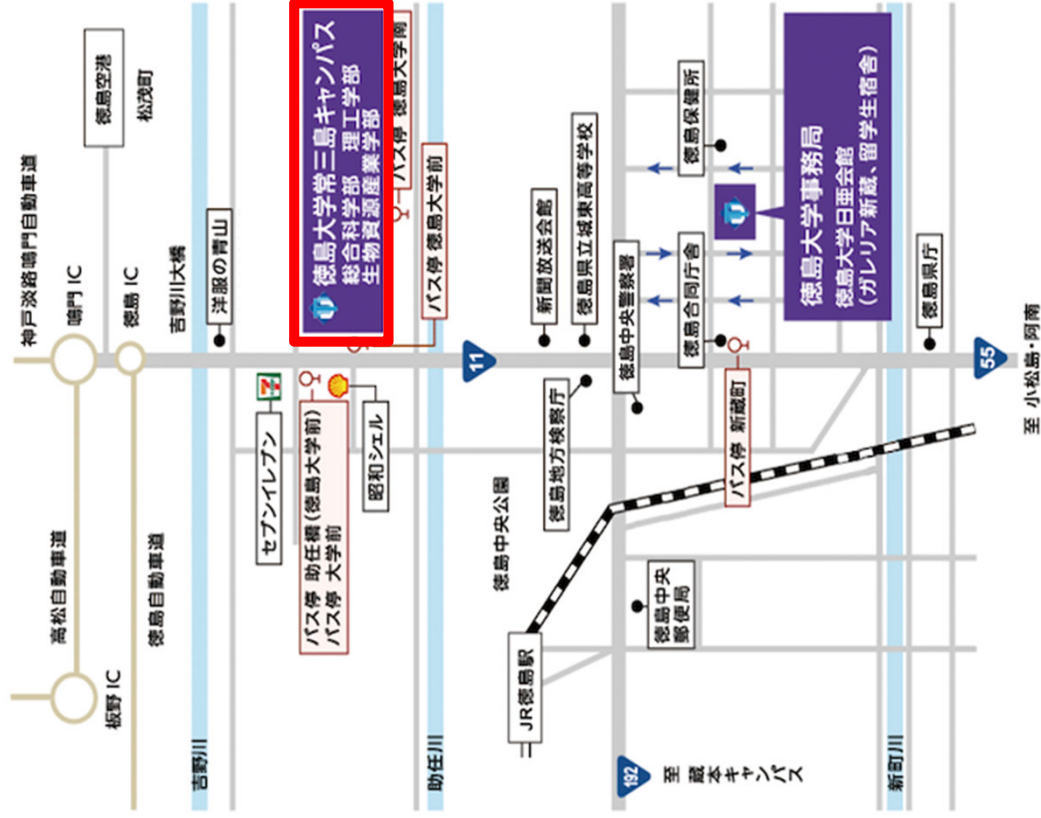 神戸淡路鳴門自動車道
鳴門 IC
徳島 IC
徳島空港
松茂町
高松自動車道
板野 IC
徳島自動車道
吉野川大橋
吉野川
洋服の青山
セブンイレブン
バス停 助任橋(徳島大学前)
バス停 大学前
昭和シェル
徳島大学常三島キャンパス
総合科学部 理工学部
生物資源産業学部
バス停 徳島大学南
バス停 徳島大学前
助任川
11
徳島中央公園
新聞放送会館
徳島地方検察庁
徳島県立城東高等学校
JR徳島駅
徳島中央警察署
192
至 蔵本キャンパス
徳島中央
郵便局
徳島合同庁舎
徳島保健所
バス停 新蔵町
徳島大学事務局
徳島大学日亜会館
(ガレリア新蔵、留学生宿舎)
新町川
徳島県庁
55
至 小松島・阿南